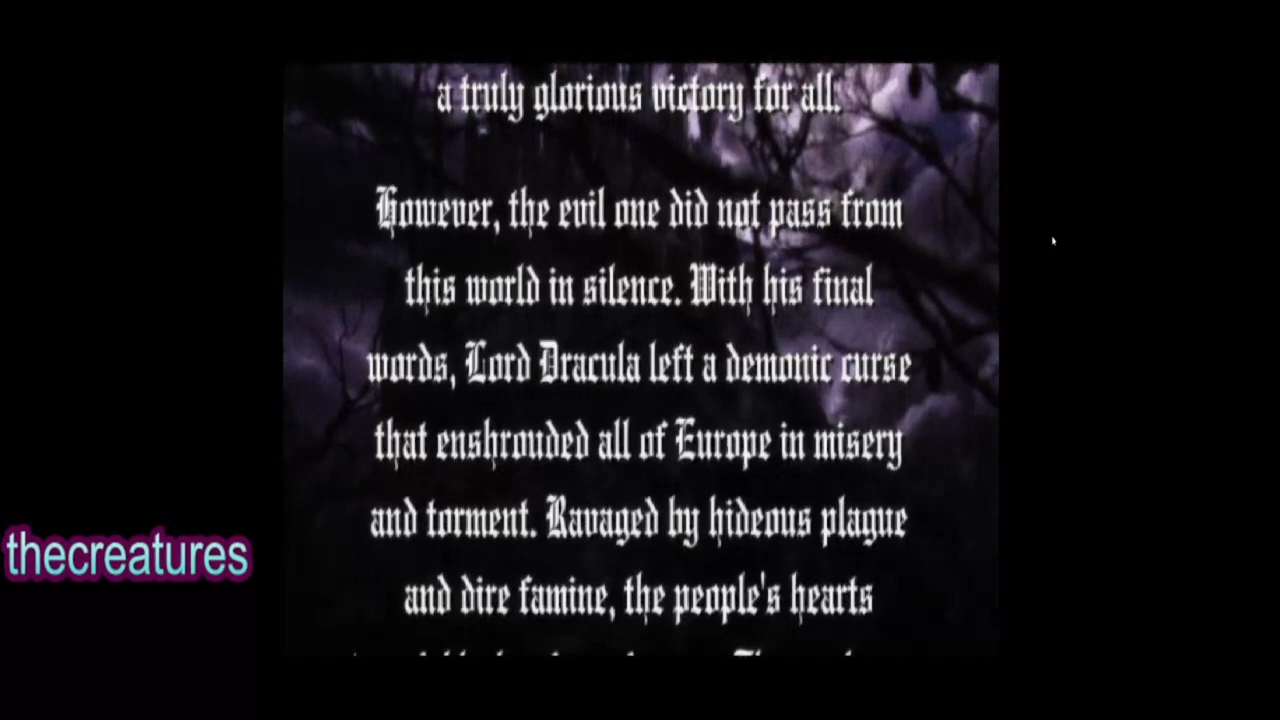 a truly glorious victory for all.
However, the evil one did not pass from
this world in silence. With his final
words, Lord Dracula left a demonic curse
that enshrouded all of Europe in misery
and torment. Ravaged by hideous plague
and dire famine, the people's hearts
thecreatures